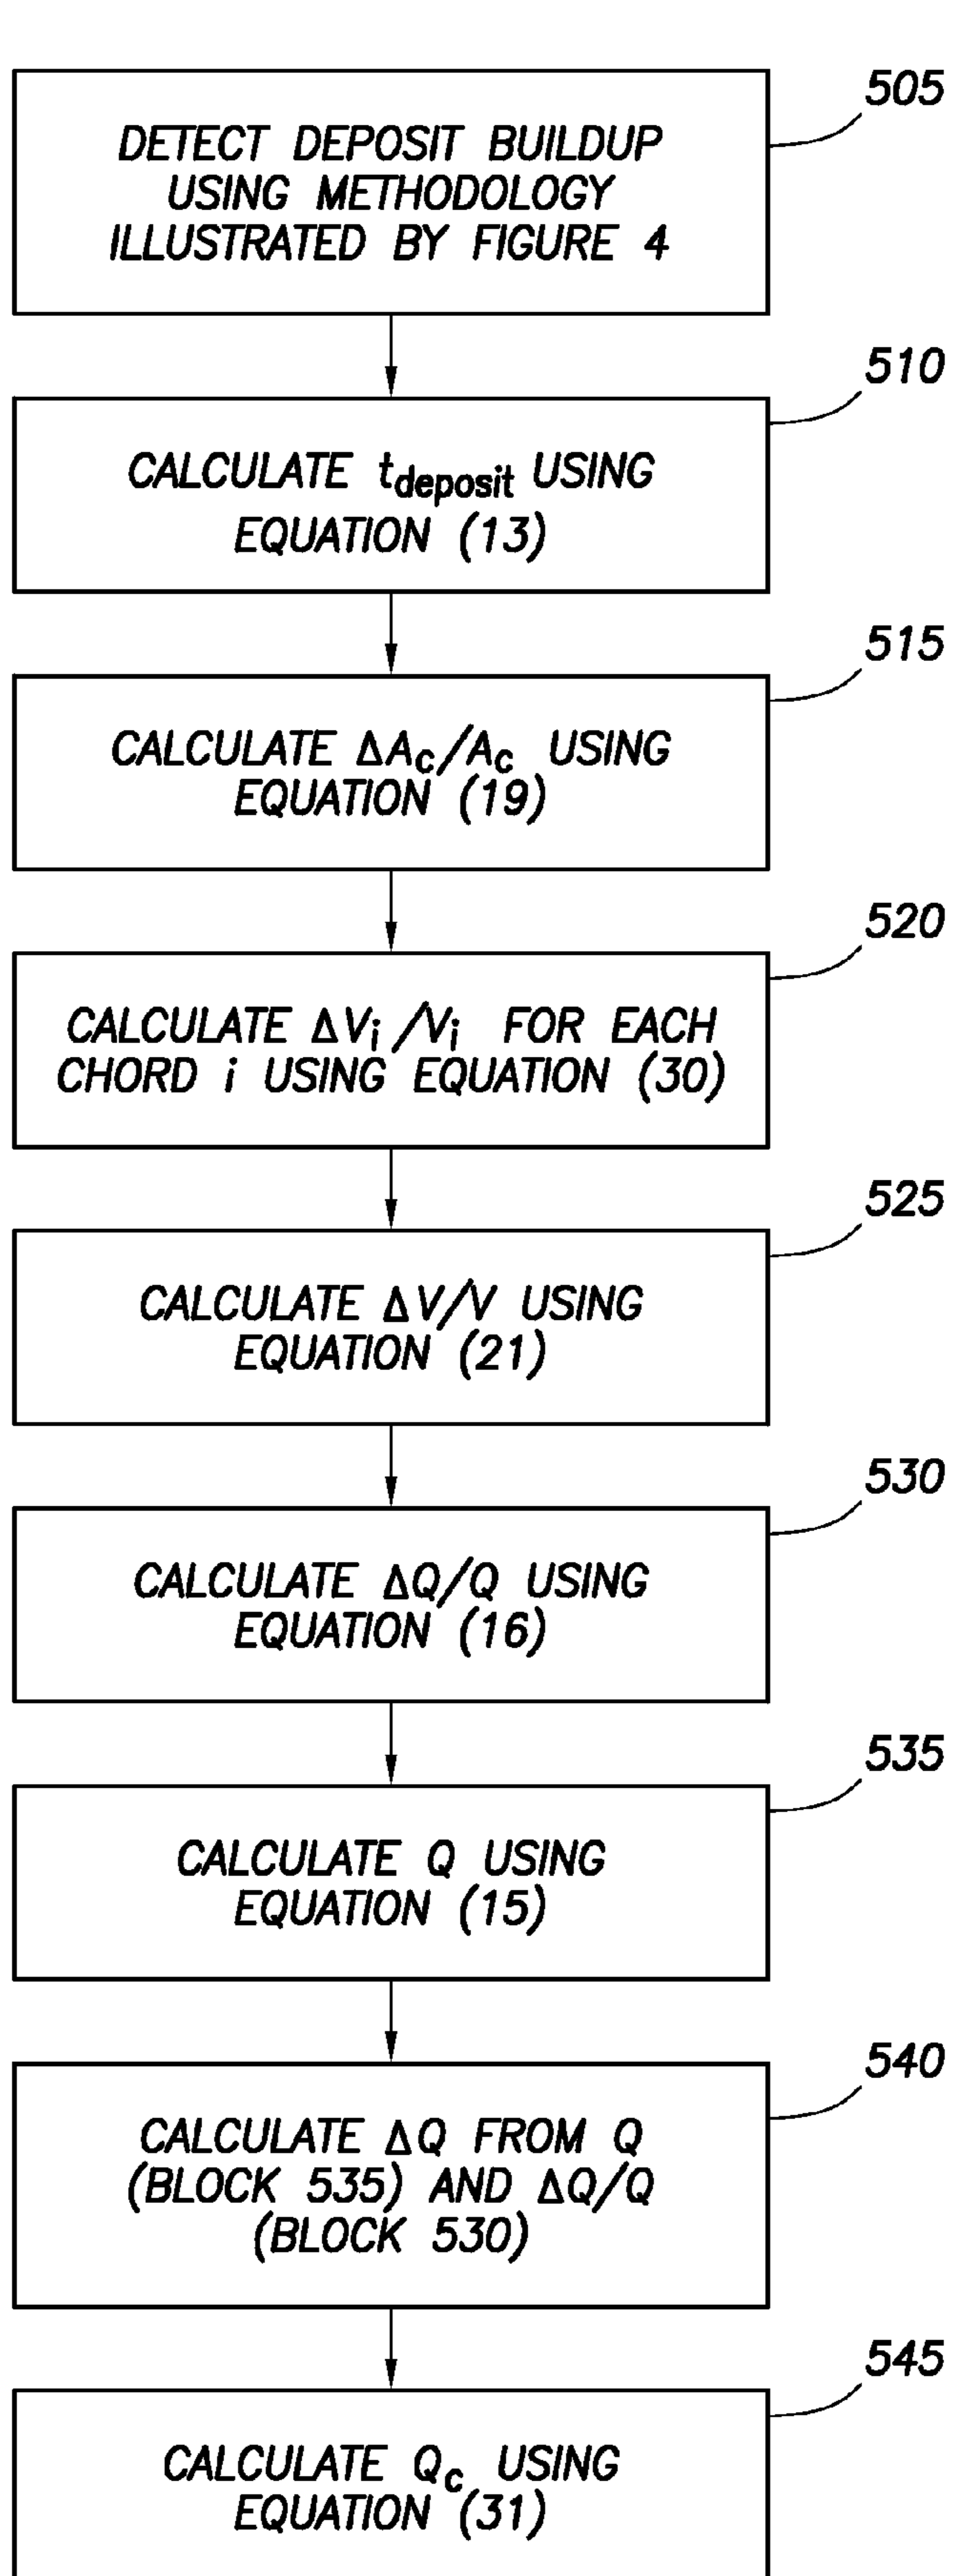 505
DETECT DEPOSIT BUILDUP
USING METHODOLOGY
ILLUSTRATED BY FIGURE 4
510
CALCULATE tdeposit USING
EQUATION (13)
515
CALCULATE ΔAc/Ac USING
EQUATION (19)
520
CALCULATE ΔVi/Vi FOR EACH
CHORD i USING EQUATION (30)
525
CALCULATE ΔV/V USING
EQUATION (21)
530
CALCULATE ΔQ/Q USING
EQUATION (16)
535
CALCULATE Q USING
EQUATION (15)
540
CALCULATE ΔQ FROM Q
(BLOCK 535) AND ΔQ/Q
(BLOCK 530)
545
CALCULATE Qc USING
EQUATION (31)